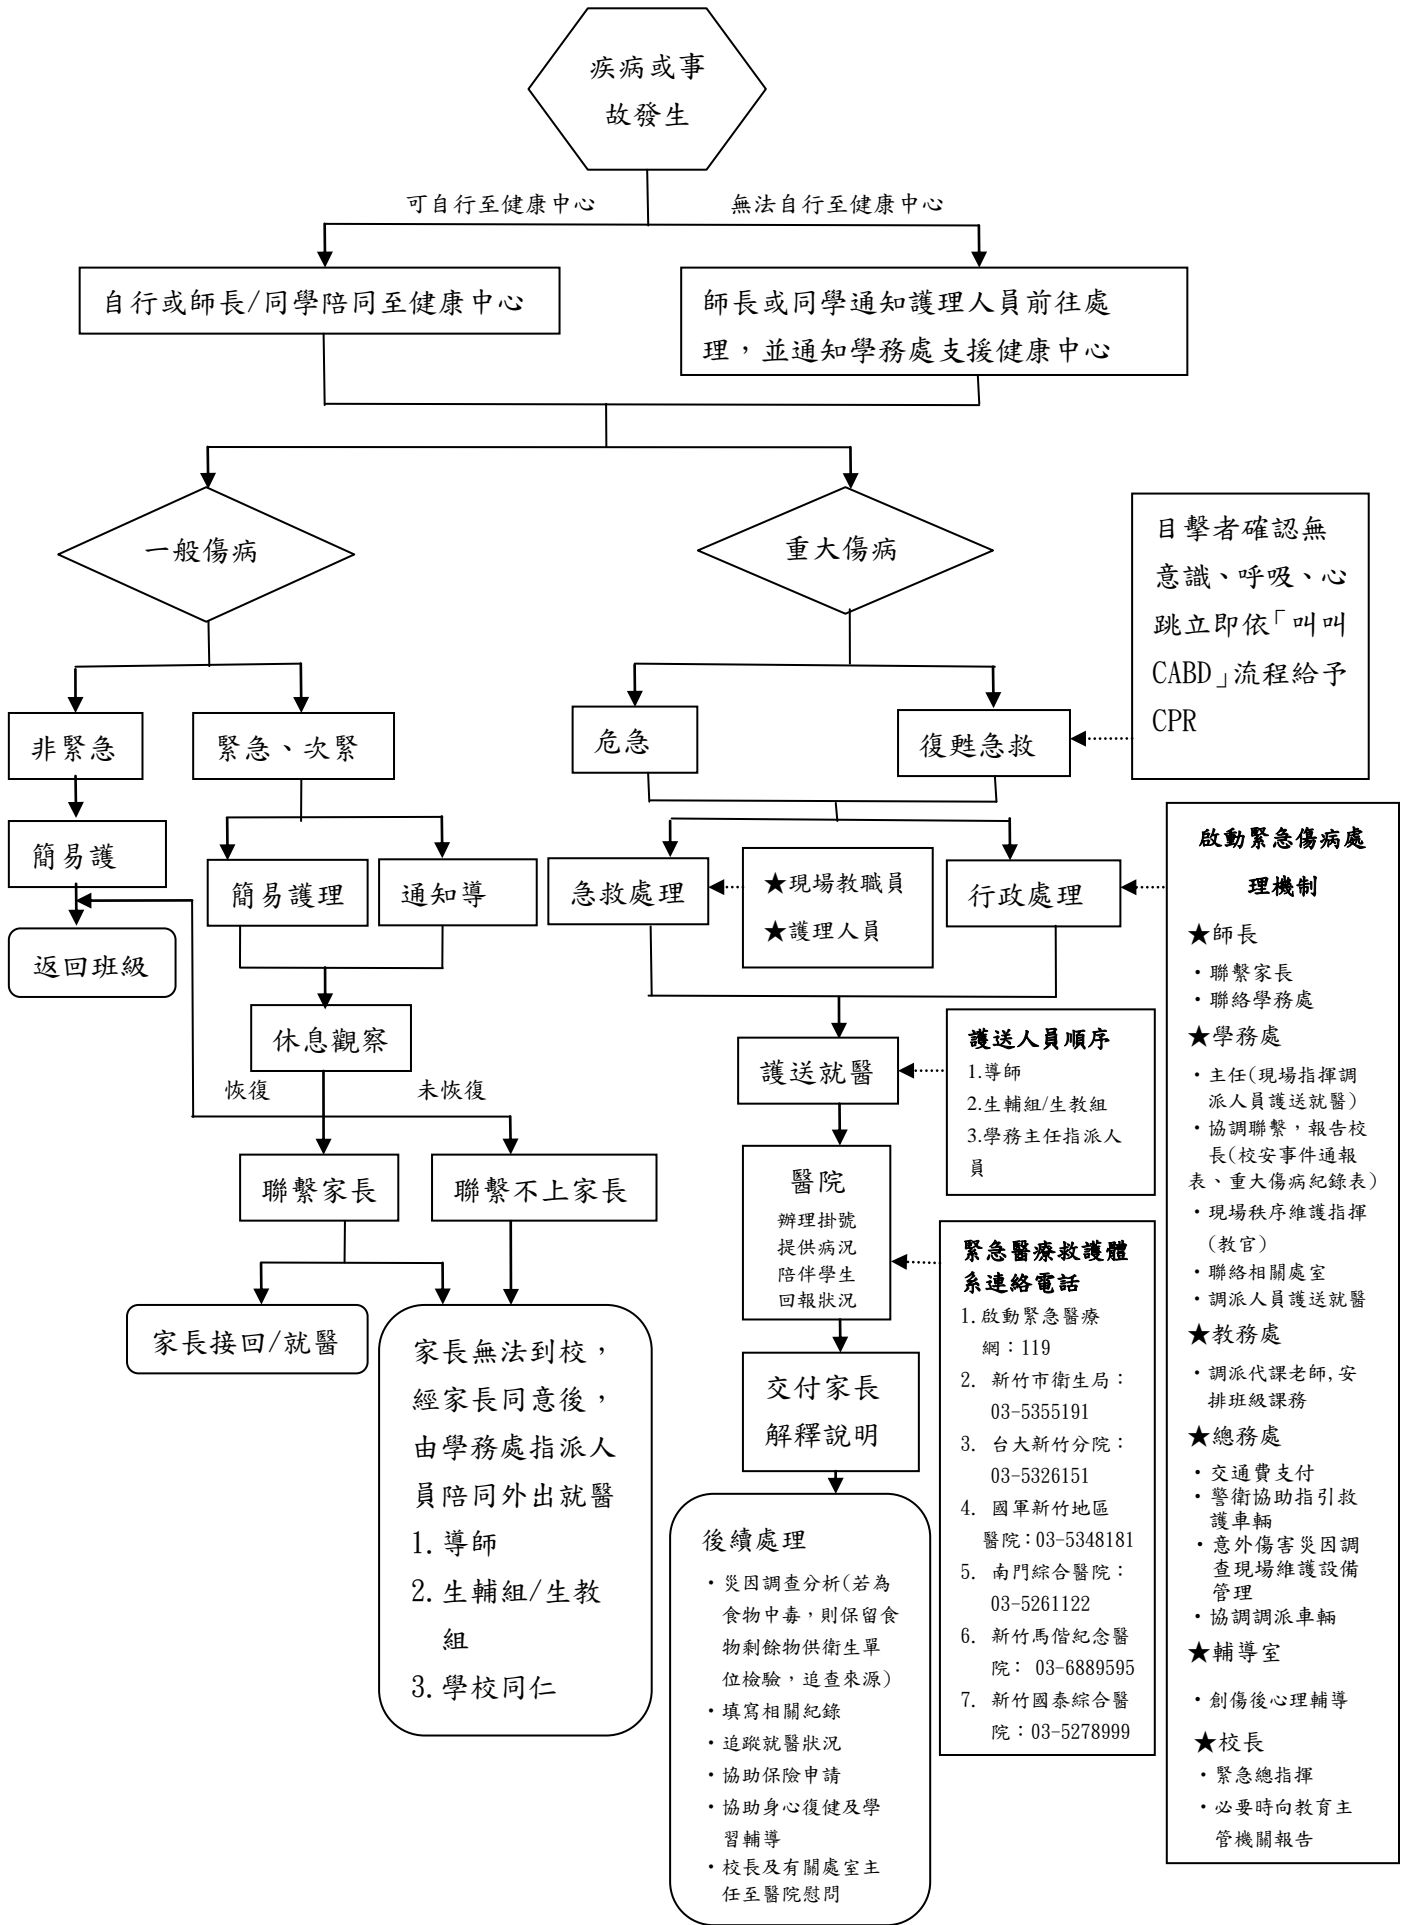 疾病或事
故發生
可自行至健康中心
無法自行至健康中心
自行或師長/同學陪同至健康中心
師長或同學通知護理人員前往處
理,並通知學務處支援健康中心
一般傷病
重大傷病
目擊者確認無
意識、呼吸、心
跳立即依「叫叫
CABD」流程給予
CPR
非緊急
緊急、次緊
危急
復甦急救
簡易護
簡易護理
通知導
急救處理
★現場教職員
★護理人員
行政處理
返回班級
休息觀察
恢復
未恢復
護送就醫
護送人員順序
1.導師
2.生輔組/生教組
3.學務主任指派人
員
聯繫家長
聯繫不上家長
醫院
辦理掛號
提供病況
陪伴學生
回報狀況
家長接回/就醫
家長無法到校,
經家長同意後,
由學務處指派人
員陪同外出就醫
1.導師
2.生輔組/生教
組
3.學校同仁
交付家長
解釋說明
後續處理
・災因調查分析(若為
食物中毒,則保留食
物剩餘物供衛生單
位檢驗,追查來源)
・填寫相關紀錄
・追蹤就醫狀況
・協助保險申請
・協助身心復健及學
習輔導
・校長及有關處室主
任至醫院慰問
緊急醫療救護體
系連絡電話
1.啟動緊急醫療
網:119
2. 新竹市衛生局:
03-5355191
3. 台大新竹分院:
03-5326151
4. 國軍新竹地區
醫院:03-5348181
5. 南門綜合醫院:
03-5261122
6. 新竹馬偕紀念醫
院: 03-6889595
7. 新竹國泰綜合醫
院:03-5278999
啟動緊急傷病處
理機制
★師長
・聯繫家長
・聯絡學務處
★學務處
・主任(現場指揮調
派人員護送就醫)
・協調聯繫,報告校
長(校安事件通報
表、重大傷病紀錄表)
・現場秩序維護指揮
(教官)
・聯絡相關處室
・調派人員護送就醫
★教務處
・調派代課老師,安
排班級課務
★總務處
・交通費支付
・警衛協助指引救
護車輛
・意外傷害災因調
查現場維護設備
管理
・協調調派車輛
★輔導室
・創傷後心理輔導
★校長
・緊急總指揮
・必要時向教育主
管機關報告